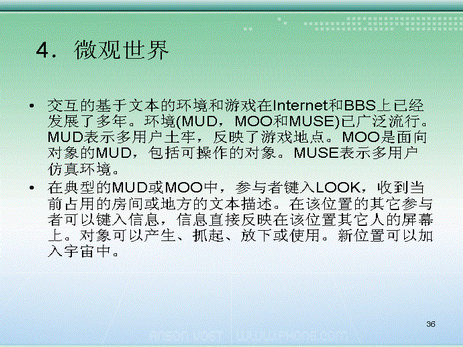 4．微观世界
• 交互的基于文本的环境和游戏在Internet和BBS上已经
发展了多年。环境(MUD，MOO和MUSE)已广泛流行。
MUD表示多用户土牢，反映了游戏地点。MOO是面向
对象的MUD，包括可操作的对象。MUSE表示多用户
仿真环境。
• 在典型的MUD或MOO中，参与者键入LOOK，收到当
前占用的房间或地方的文本描述。在该位置的其它参与
者可以键入信息，信息直接反映在该位置其它人的屏幕
上。对象可以产生、抓起、放下或使用。新位置可以加
入宇宙中。
36